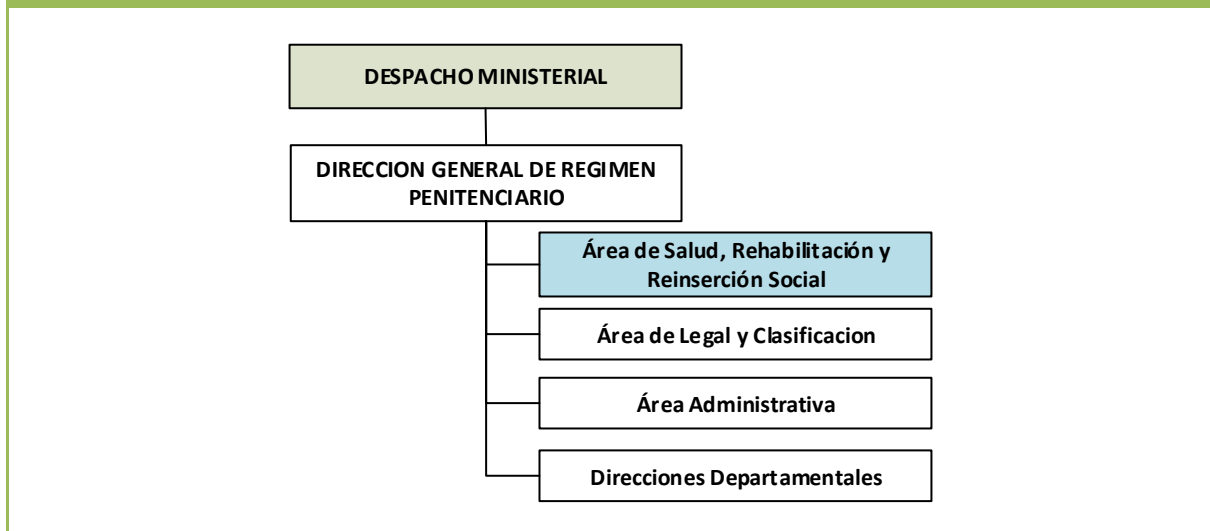 DESPACHO MINISTERIAL
DIRECCION GENERAL DE REGIMEN
PENITENCIARIO
Área de Salud, Rehabilitación y
Reinserción Social
Área de Legal y Clasificacion
Área Administrativa
Direcciones Departamentales